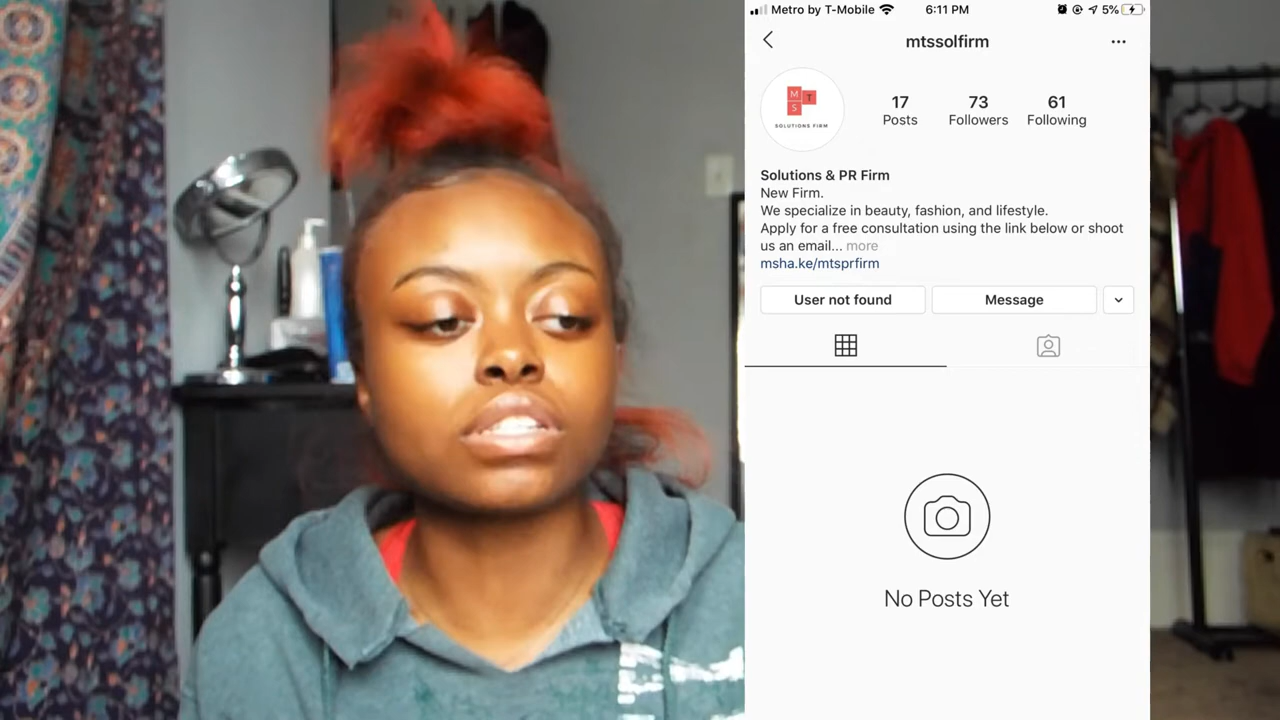 Metro by T-Mobile 6:11 PM 5%
mtssolfirm
M T
S
SOLUTIONS FIRM
17 73 61
Posts Followers Following
Solutions & PR Firm
New Firm.
We specialize in beauty, fashion, and lifestyle.
Apply for a free consultation using the link below or shoot
us an email... more
msha.ke/mtsprfirm
User not found Message
No Posts Yet